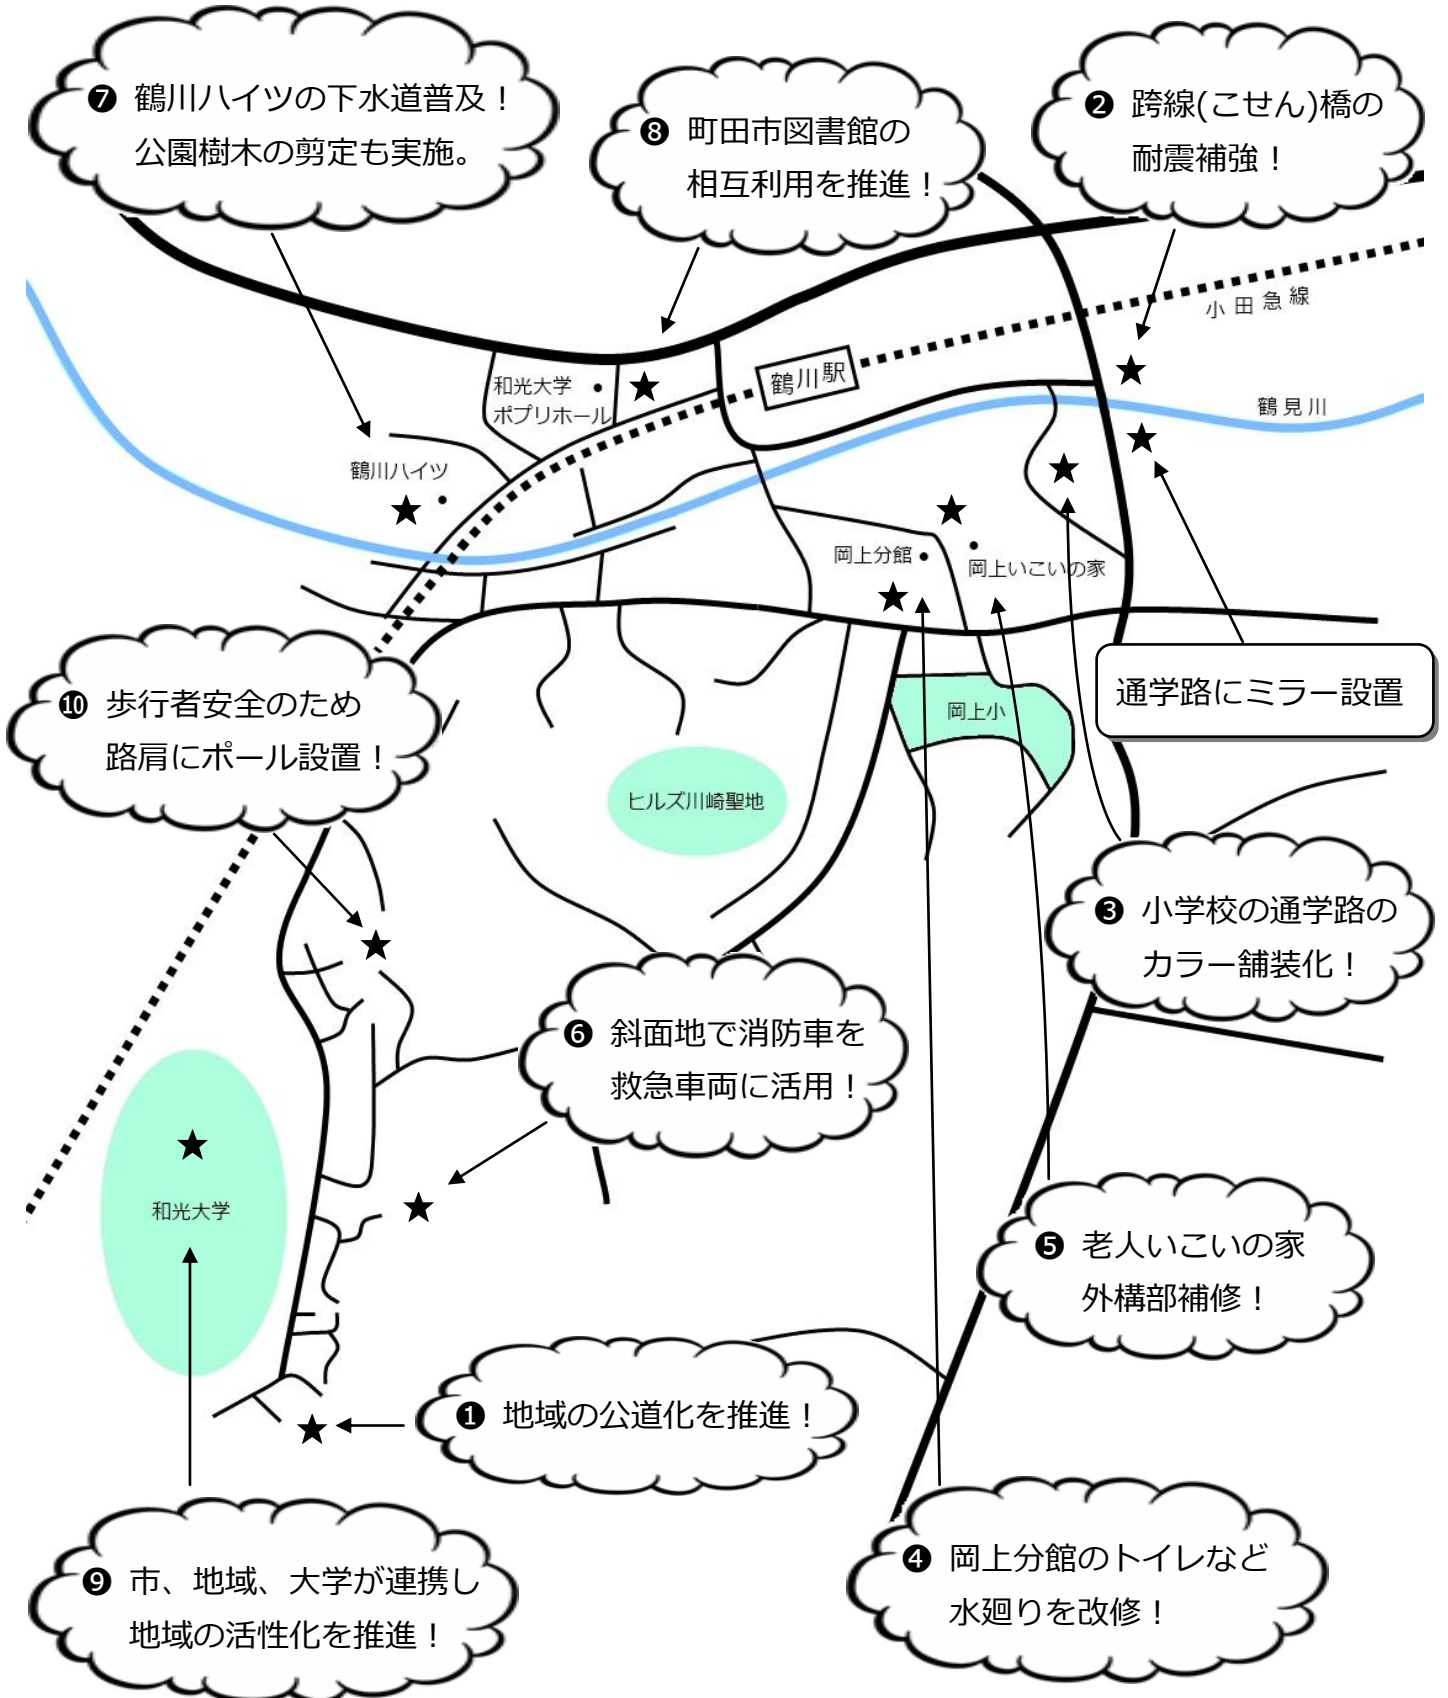 ❼ 鶴川ハイツの下水道普及!
公園樹木の剪定も実施。
❽ 町田市図書館の
相互利用を推進!
❷ 跨線(こせん)橋の
耐震補強!
小田急線
鶴川駅
和光大学
ポプリホール
鶴見川
鶴川ハイツ
岡上分館
岡上いこいの家
通学路にミラー設置
❿ 歩行者安全のため
路肩にポール設置!
岡上小
ヒルズ川崎聖地
❸ 小学校の通学路の
カラー舗装化!
❻ 斜面地で消防車を
救急車両に活用!
和光大学
❺ 老人いこいの家
外構部補修!
❶ 地域の公道化を推進!
❾ 市、地域、大学が連携し
地域の活性化を推進!
❹ 岡上分館のトイレなど
水廻りを改修!